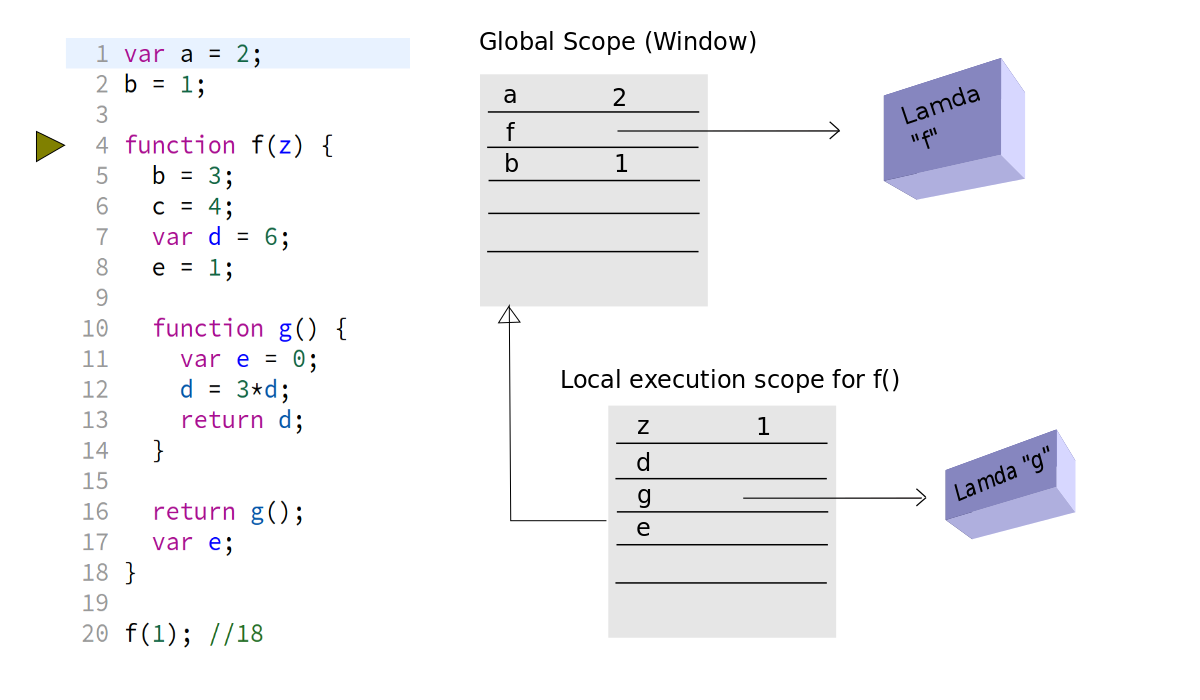 1 var a = 2;
2 b = 1;
3
4 function f(z) {
5   b = 3;
6   c = 4;
7   var d = 6;
8   e = 1;
9
10   function g() {
11     var e = 0;
12     d = 3*d;
13     return d;
14   }
15
16   return g();
17   var e;
18 }
19
20 f(1); //18
Global Scope (Window)
a 2
f
b 1
Lamda
"f"
Local execution scope for f()
z 1
d
g
e
Lamda "g"